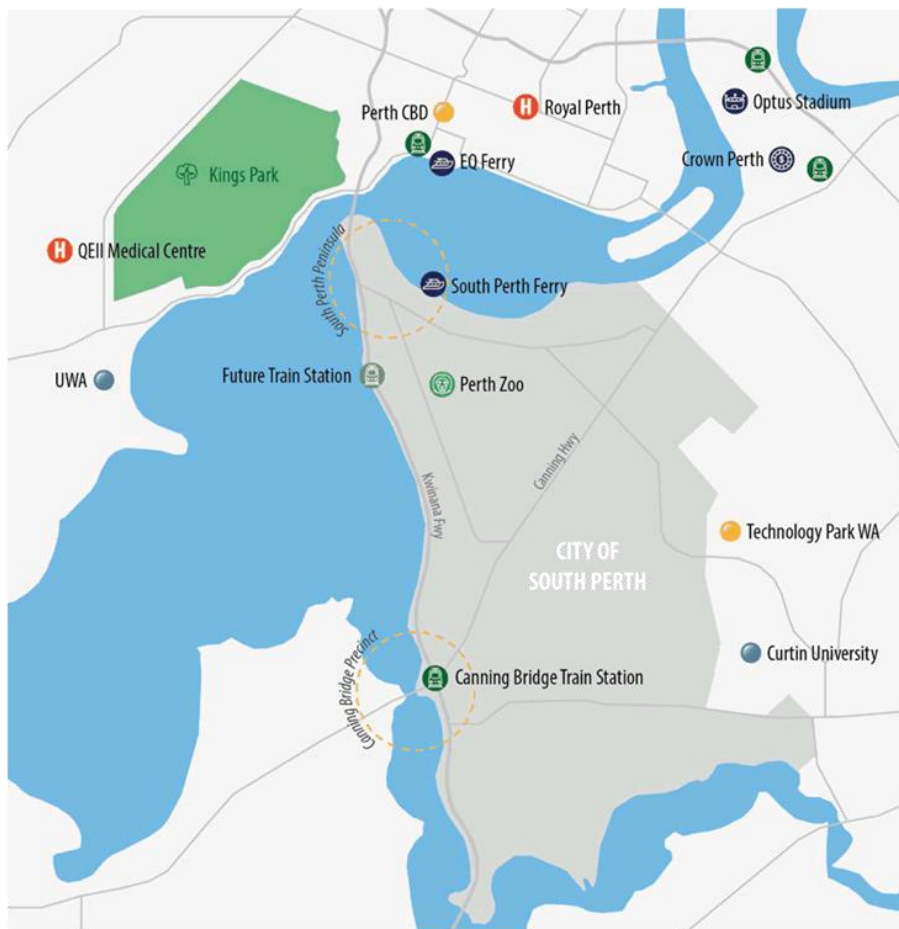 Optus Stadium
Perth CBD
Royal Perth
EQ Ferry
Crown Perth
Kings Park
QEII Medical Centre
South Perth Peninsula
South Perth Ferry
Future Train Station
UWA
Perth Zoo
Canning Hwy
Kwinana Fwy
Technology Park WA
CITY OF
SOUTH PERTH
Curtin University
Canning Bridge Precinct
Canning Bridge Train Station
H
H